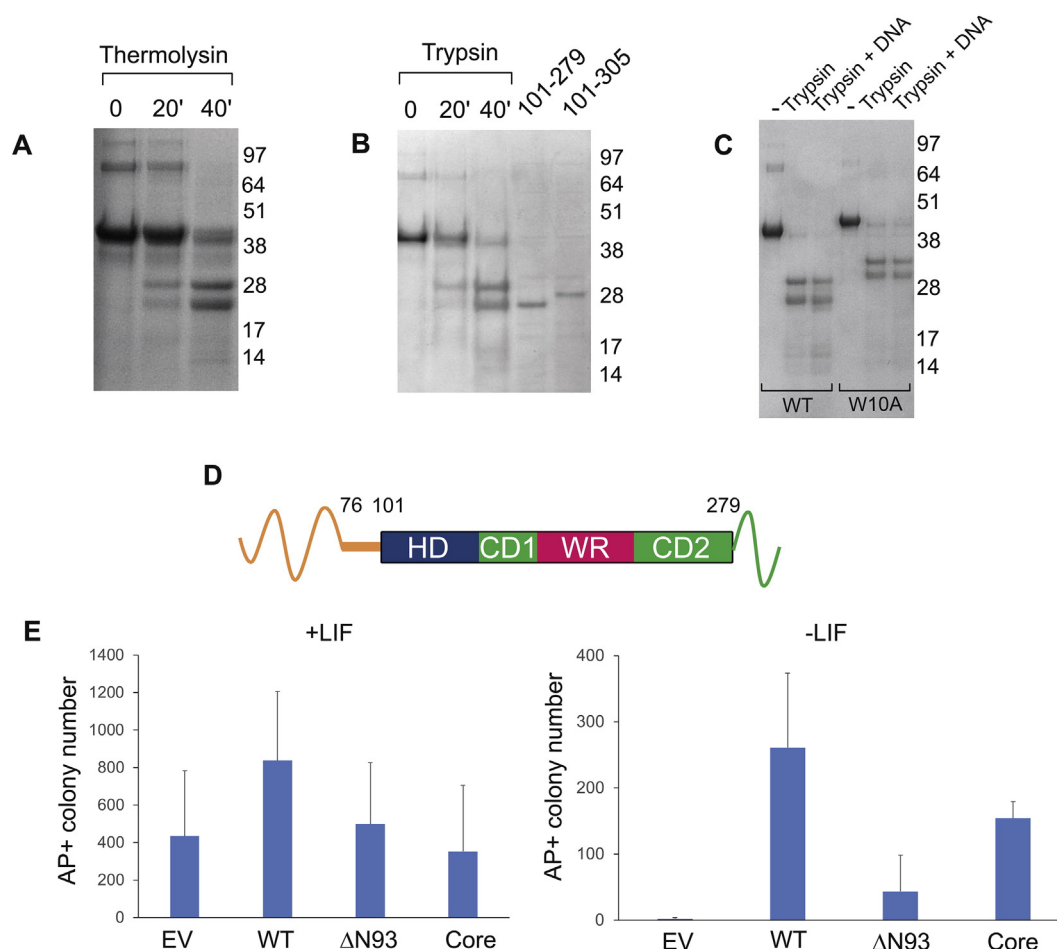 Thermolysin
0 20' 40'
A
97
64
51
38
28
17
14
Trypsin
0 20' 40' 101-279 101-305
B
97
64
51
38
28
17
14
- Trypsin Trypsin + DNA - Trypsin Trypsin + DNA
C
97
64
51
38
28
17
14
WT W10A
D
76 101 279
HD CD1 WR CD2
E
+LIF
AP+ colony number
1400
1200
1000
800
600
400
200
0
EV WT ΔN93 Core
-LIF
AP+ colony number
400
300
200
100
0
EV WT ΔN93 Core